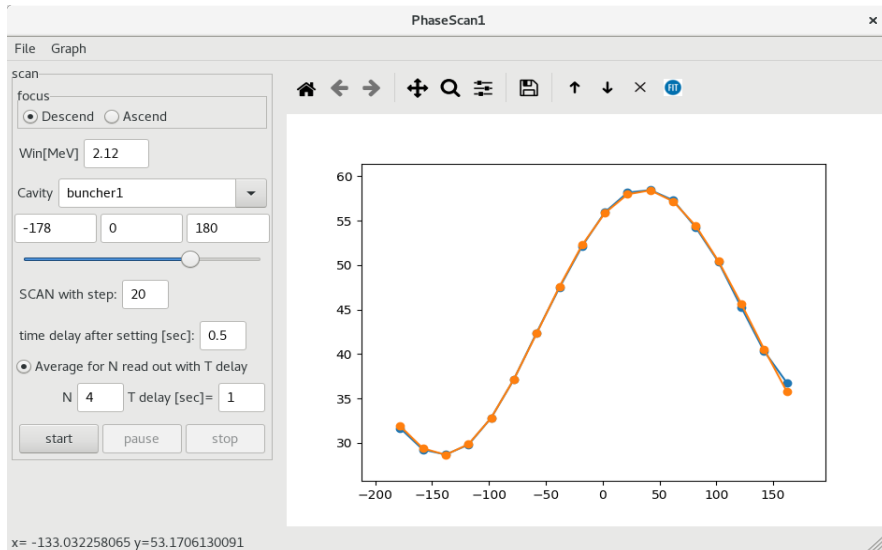 PhaseScan1 ×
File Graph
scan
focus
Descend Ascend
Win[MeV] 2.12
Cavity buncher1
-178 0 180
SCAN with step: 20
time delay after setting [sec]: 0.5
Average for N read out with T delay
N 4 T delay [sec]= 1
start pause stop
FIT
60
55
50
45
40
35
30
−200 −150 −100 −50 0 50 100 150
x= -133.032258065 y=53.1706130091